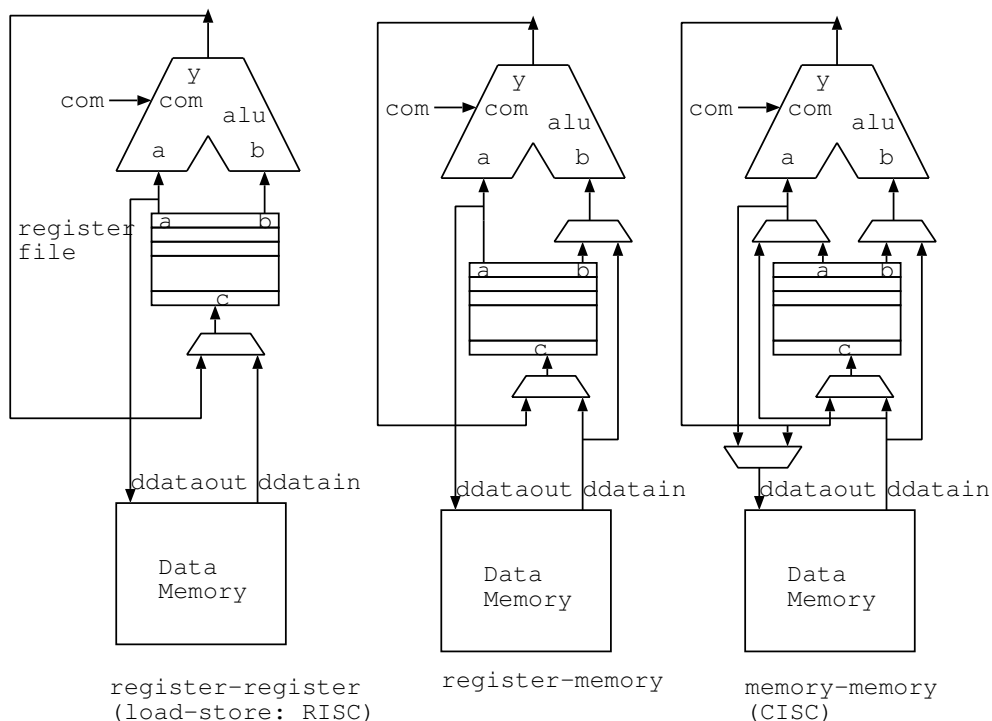 y
com
com
alu
a
b
register
file
a
b
c
ddataout
ddatain
Data
Memory
register-register
(load-store: RISC)
y
com
com
alu
a
b
a
b
c
ddataout
ddatain
Data
Memory
register-memory
y
com
com
alu
a
b
a
b
c
ddataout
ddatain
Data
Memory
memory-memory
(CISC)